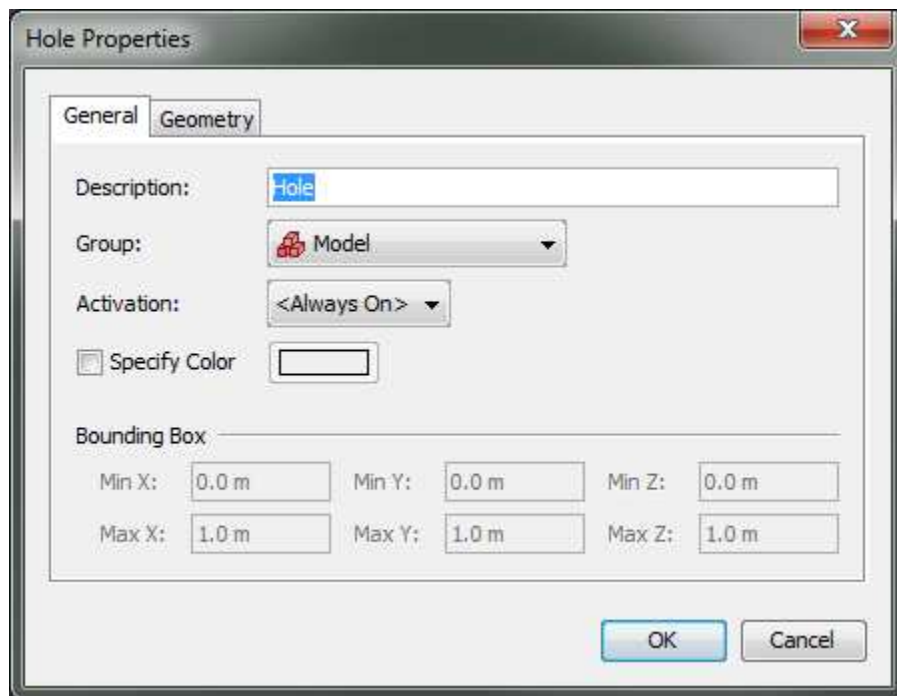 Hole Properties
General Geometry
Description: Hole
Group: Model
Activation: <Always On>
Specify Color
Bounding Box
Min X: 0.0 m Min Y: 0.0 m Min Z: 0.0 m
Max X: 1.0 m Max Y: 1.0 m Max Z: 1.0 m
OK Cancel